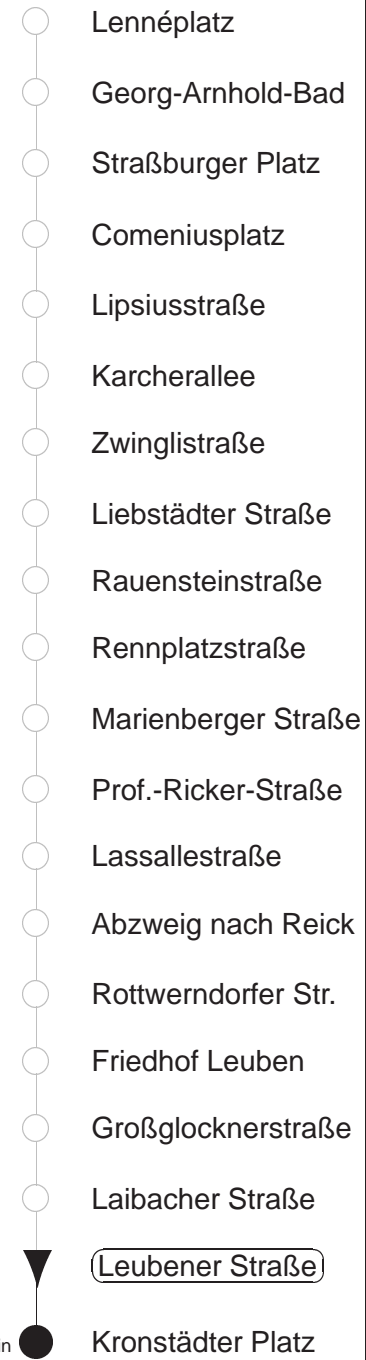 Lennéplatz
Georg-Arnhold-Bad
Straßburger Platz
Comeniusplatz
Lipsiusstraße
Karcherallee
Zwinglistraße
Liebstädter Straße
Rauensteinstraße
Rennplatzstraße
Marienberger Straße
Prof.-Ricker-Straße
Lassallestraße
Abzweig nach Reick
Rottwerndorfer Str.
Friedhof Leuben
Großglocknerstraße
Laibacher Straße
Leubener Straße
Kronstädter Platz